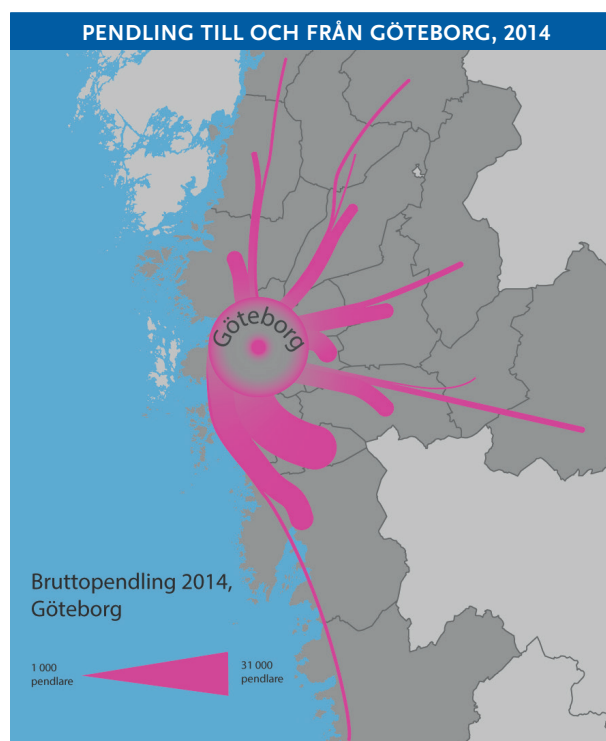 PENDLING TILL OCH FRÅN GÖTEBORG, 2014
Göteborg
Bruttopendling 2014,
Göteborg
1 000
pendlare
31 000
pendlare